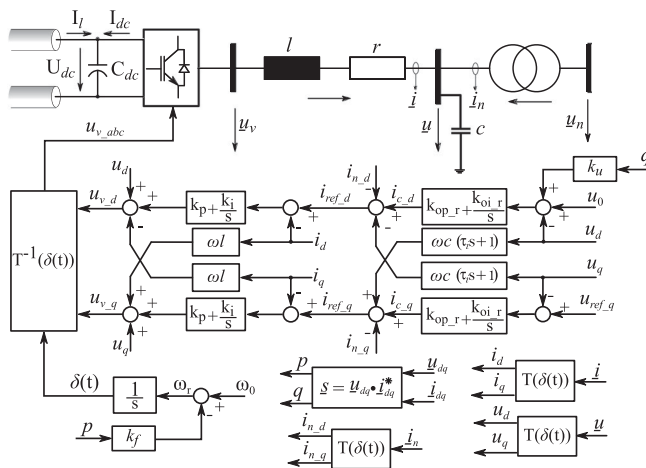 I_l I_dc
U_dc C_dc
l r
i i_n
u_v u c u_n
u_v_abc
T⁻¹(δ(t))
u_d
u_v_d + + -
k_p+k_i/s
+ -
i_ref_d
i_n_d
- + -
i_c_d
k_op_r+k_oi_r/s
+ + -
k_u q
u_0
ωl i_d
ωc (τ_i s+1) u_d
ωl i_q
ωc (τ_i s+1) u_q
u_v_q + + +
u_q
k_p+k_i/s
- +
i_ref_q
+ + -
i_c_q
i_n_q
k_op_r+k_oi_r/s
- +
u_ref_q
δ(t) 1/s ω_r - + ω_0
p k_f
p q
s = u_dq • i*_dq
u_dq i_dq
i_n_d i_n_q T(δ(t)) i_n
i_d i_q T(δ(t)) i
u_d u_q T(δ(t)) u